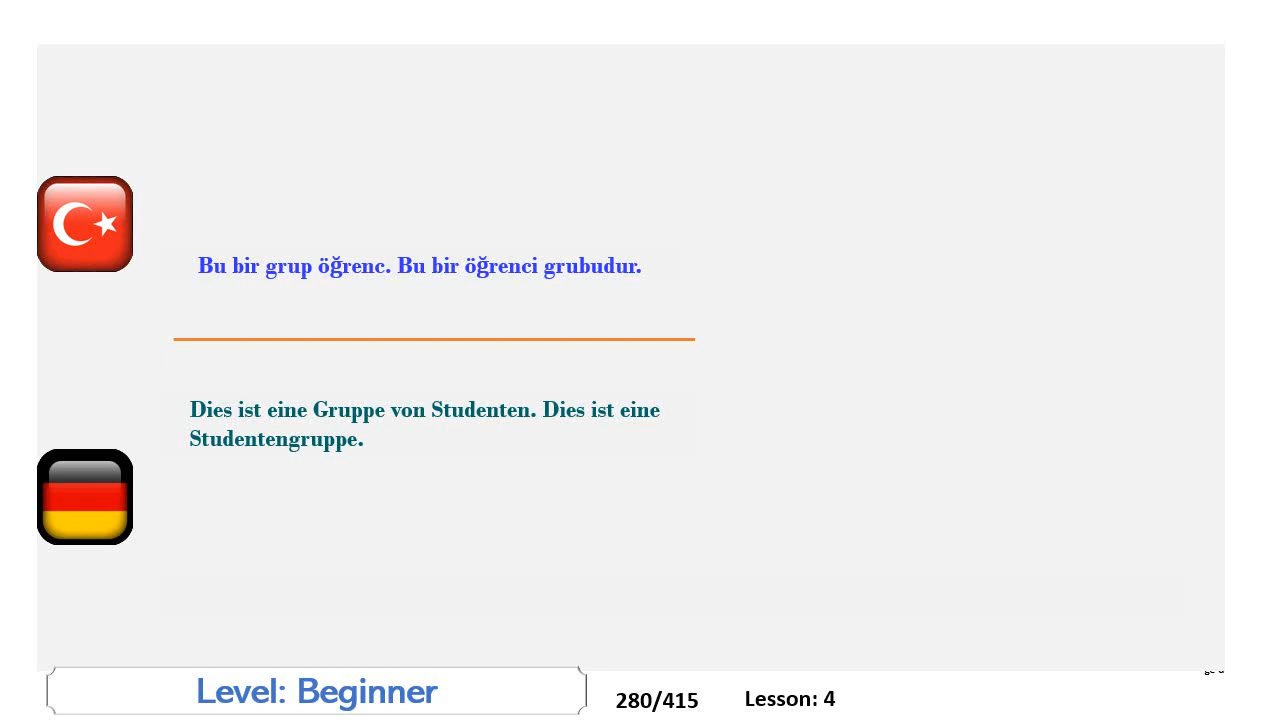 Bu bir grup öğrenc. Bu bir öğrenci grubudur.
Dies ist eine Gruppe von Studenten. Dies ist eine
Studentengruppe.
Level: Beginner
280/415
Lesson: 4